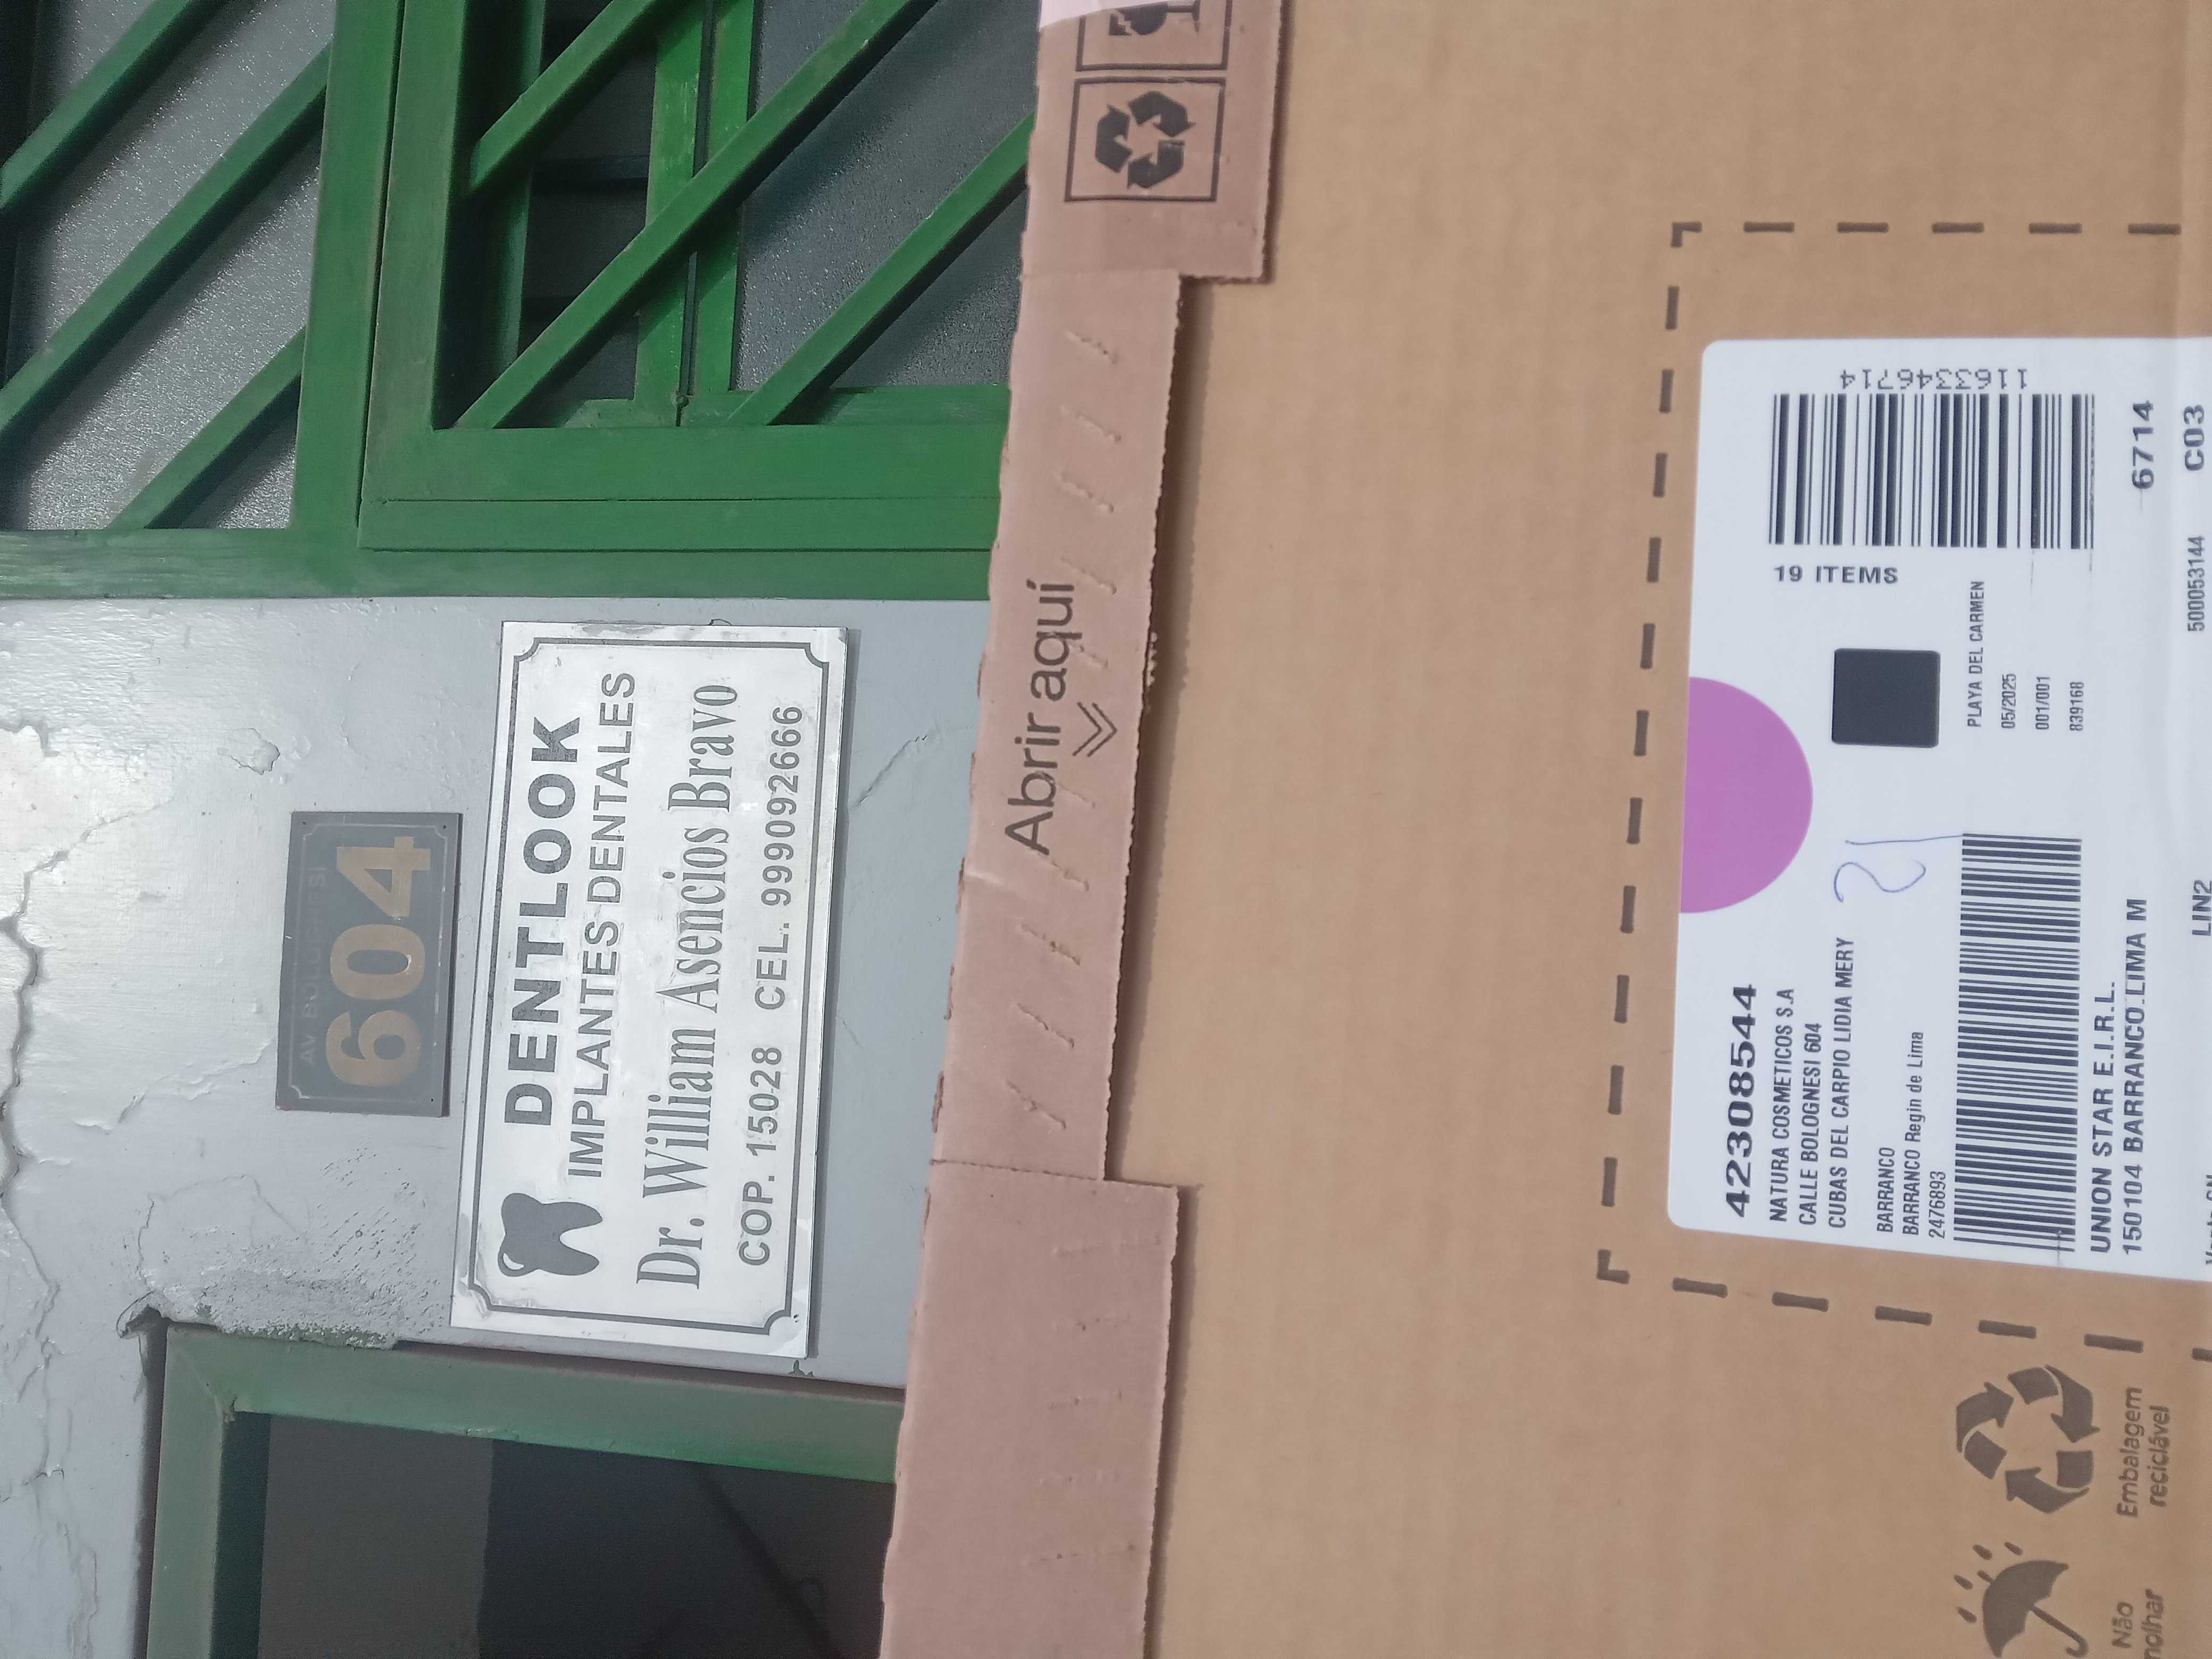 AV BOLOGNESI
604
DENTLOOK
IMPLANTES DENTALES
Dr. William Asencios Bravo
COP. 15028 CEL. 999092666
Abrir aquí
42308544
NATURA COSMETICOS S.A
CALLE BOLOGNESI 604
CUBAS DEL CARPIO LIDIA MERY
21
BARRANCO
BARRANCO Regin de Lima
2476893
UNION STAR E.I.R.L.
150104 BARRANCO.LIMA M
LIN2
19 ITEMS
1163346714
PLAYA DEL CARMEN
05/2025
001/001
839168
6714
500053144 C03
Não
molhar
Embalagem
reciclável